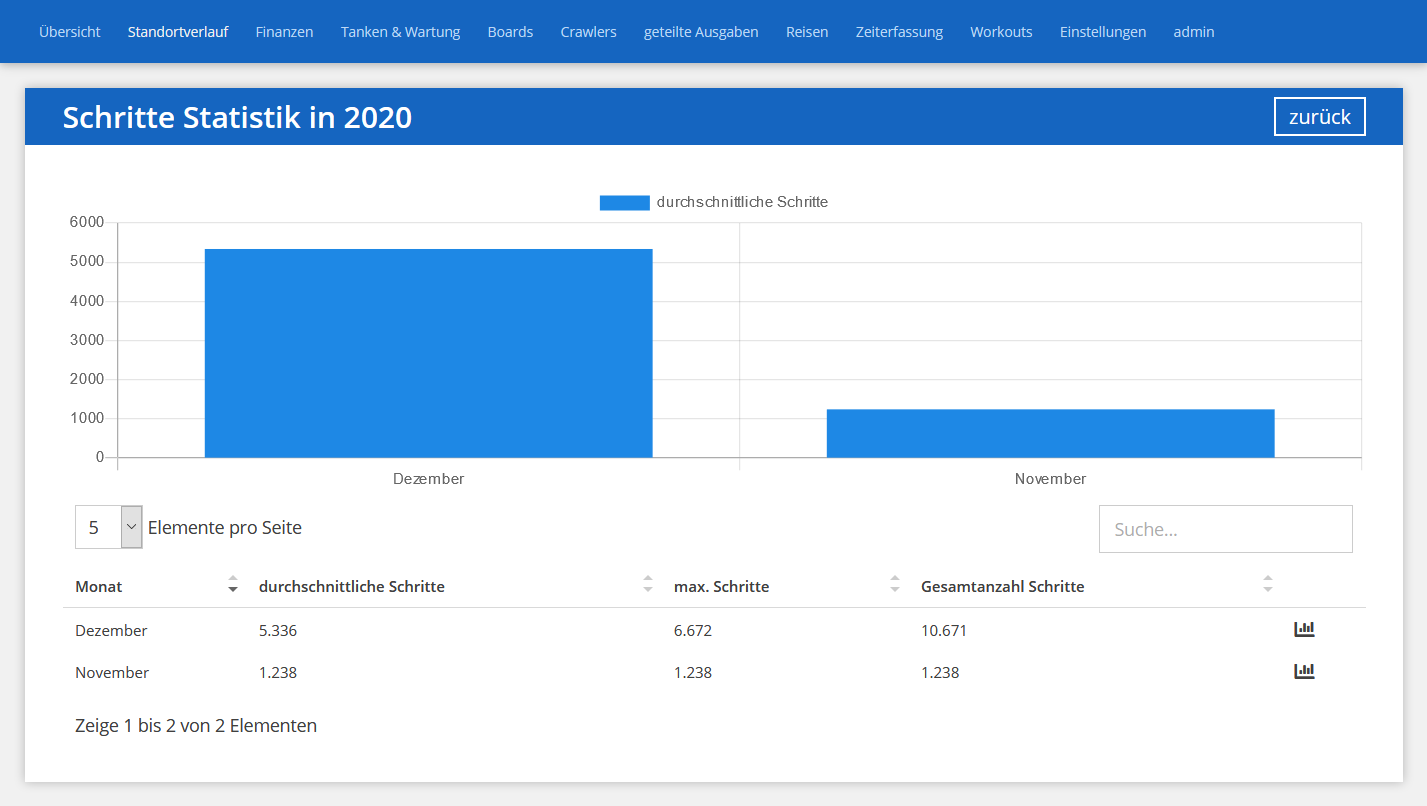 Übersicht Standortverlauf Finanzen Tanken & Wartung Boards Crawlers geteilte Ausgaben Reisen Zeiterfassung Workouts Einstellungen admin
Schritte Statistik in 2020 zurück
durchschnittliche Schritte
6000
5000
4000
3000
2000
1000
0
Dezember November
5 Elemente pro Seite Suche...
Monat durchschnittliche Schritte max. Schritte Gesamtanzahl Schritte
Dezember 5.336 6.672 10.671
November 1.238 1.238 1.238
Zeige 1 bis 2 von 2 Elementen